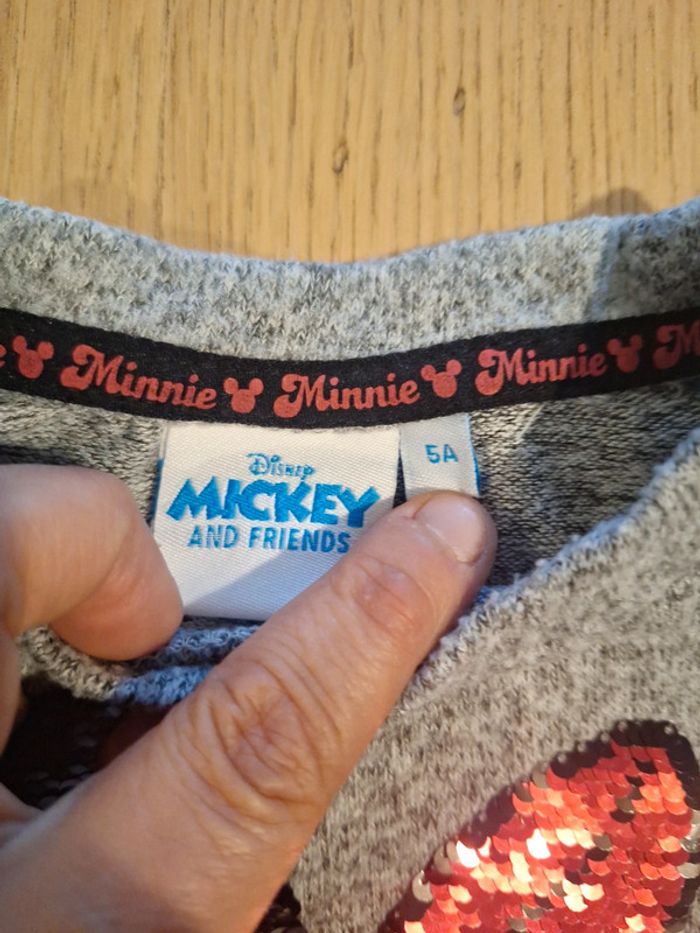 Minnie Minnie Minnie M
Disney
MICKEY
AND FRIENDS
5A